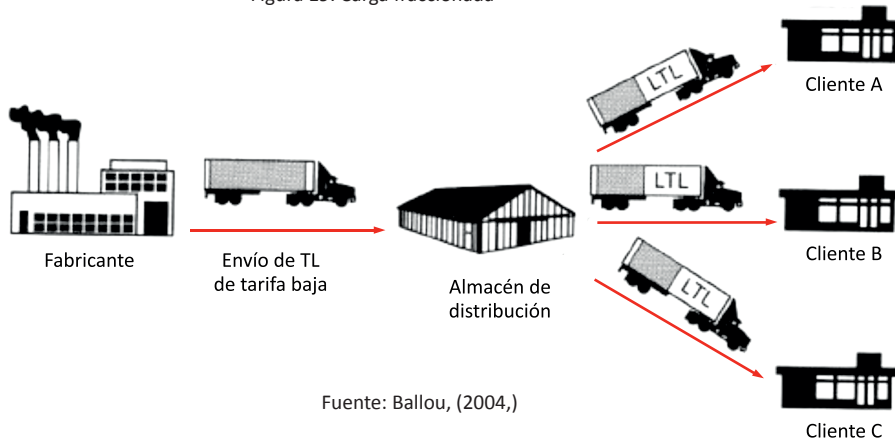 LTL
Cliente A
LTL
Fabricante
Envío de TL
de tarifa baja
Almacén de
distribución
Cliente B
LTL
Fuente: Ballou, (2004,)
Cliente C